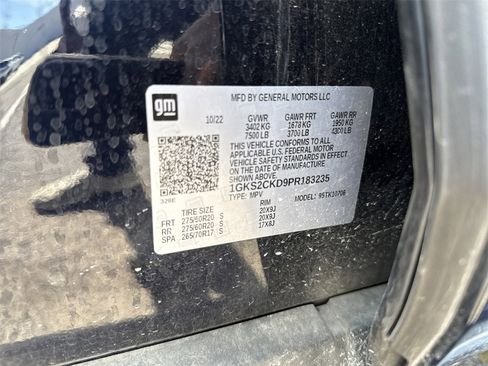 gm
MFD BY GENERAL MOTORS LLC
10/22 GVWR GAWR FRT GAWR RR
3402 KG 1678 KG 1950 KG
7500 LB 3700 LB 4300 LB
THIS VEHICLE CONFORMS TO ALL
APPLICABLE U.S. FEDERAL MOTOR
VEHICLE SAFETY STANDARDS IN EFFECT
ON THE DATE OF MANUFACTURE
SHOWN ABOVE.
1GKS2CKD9PR183235
TYPE: MPV MODEL: 9STK10706
328E
TIRE SIZE RIM
FRT 275/60R20 S 20X9J
RR 275/60R20 S 20X9J
SPA 265/70R17 S 17X8J